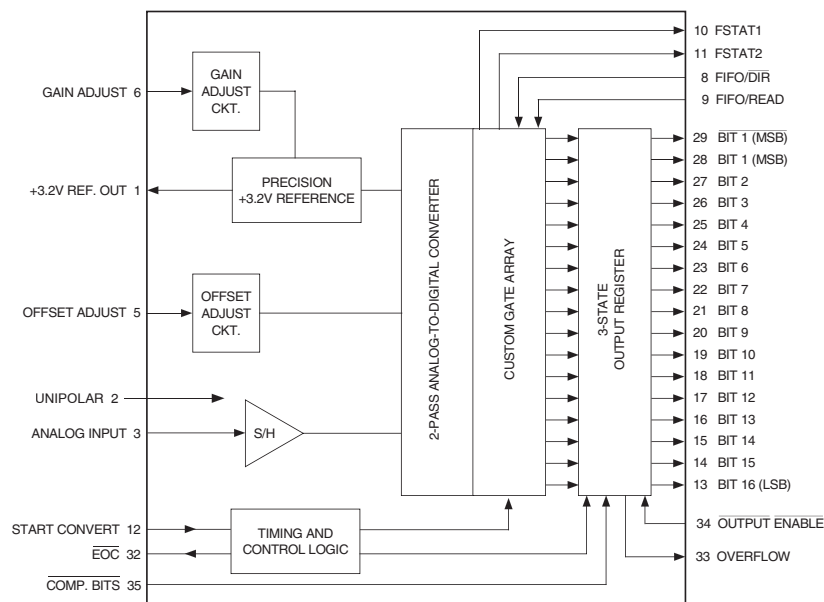 10 FSTAT1
11 FSTAT2
8 FIFO/DIR
9 FIFO/READ
GAIN ADJUST 6
GAIN
ADJUST
CKT.
+3.2V REF. OUT 1
PRECISION
+3.2V REFERENCE
OFFSET ADJUST 5
OFFSET
ADJUST
CKT.
UNIPOLAR 2
ANALOG INPUT 3
S/H
2-PASS ANALOG-TO-DIGITAL CONVERTER
CUSTOM GATE ARRAY
3-STATE
OUTPUT REGISTER
29 BIT 1 (MSB)
28 BIT 1 (MSB)
27 BIT 2
26 BIT 3
25 BIT 4
24 BIT 5
23 BIT 6
22 BIT 7
21 BIT 8
20 BIT 9
19 BIT 10
18 BIT 11
17 BIT 12
16 BIT 13
15 BIT 14
14 BIT 15
13 BIT 16 (LSB)
START CONVERT 12
EOC 32
TIMING AND
CONTROL LOGIC
COMP. BITS 35
34 OUTPUT ENABLE
33 OVERFLOW